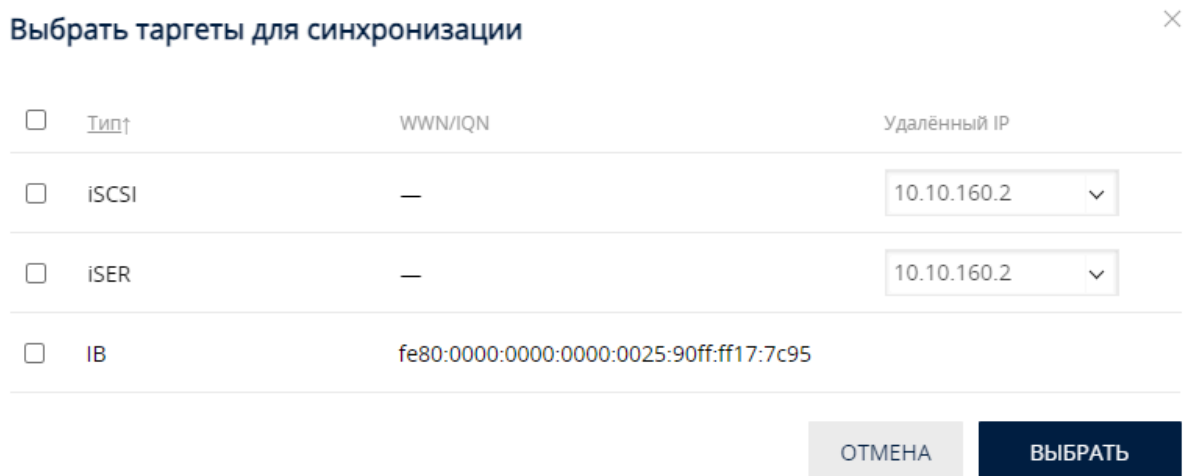 Выбрать таргеты для синхронизации
Тип↑ WWN/IQN Удалённый IP
iSCSI — 10.10.160.2
iSER — 10.10.160.2
IB fe80:0000:0000:0000:0025:90ff:ff17:7c95
ОТМЕНА ВЫБРАТЬ